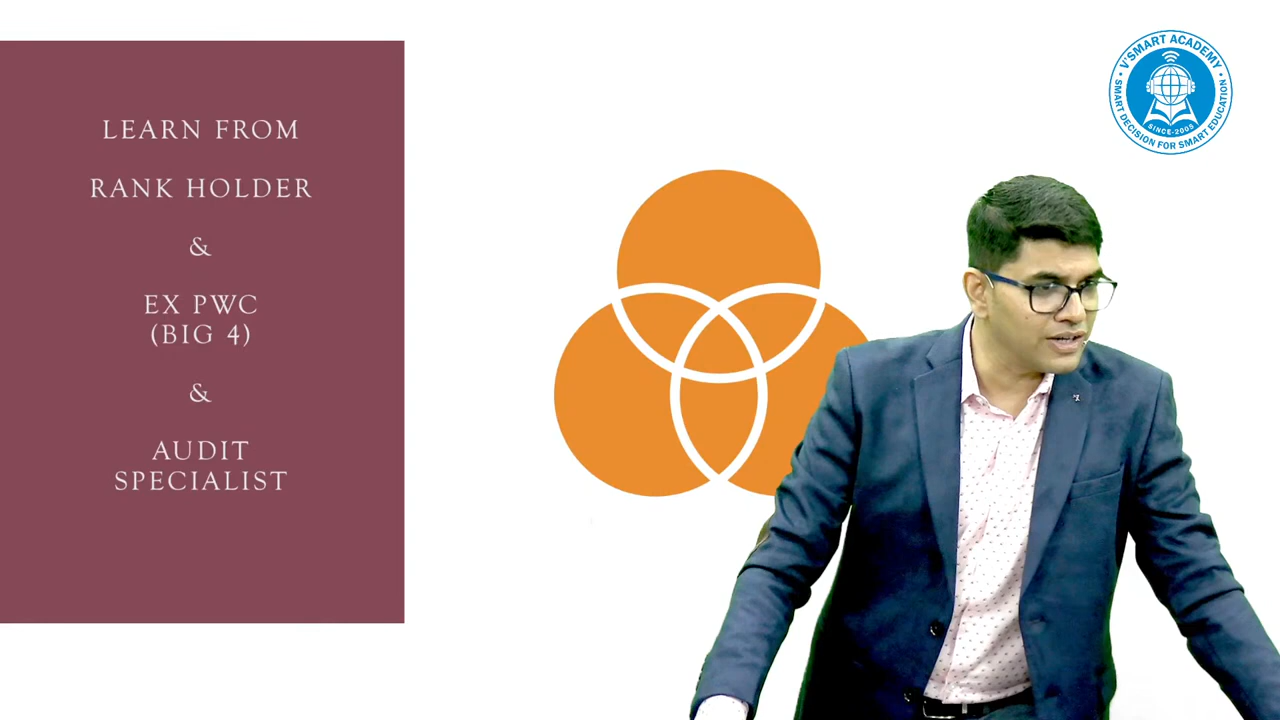 LEARN FROM
RANK HOLDER
&
EX PWC
(BIG 4)
&
AUDIT
SPECIALIST
V'SMART ACADEMY
SMART DECISION FOR SMART EDUCATION
SINCE-2005